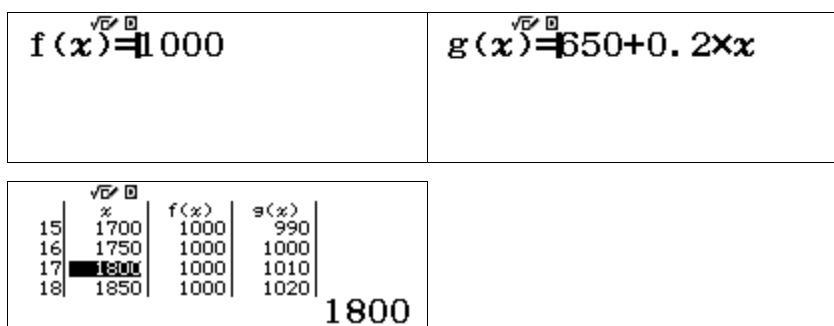 √ D
f(x)=1000
√ D
g(x)=650+0.2×x
√ D
x f(x) g(x)
15 1700 1000 990
16 1750 1000 1000
17 1800 1000 1010
18 1850 1000 1020
1800